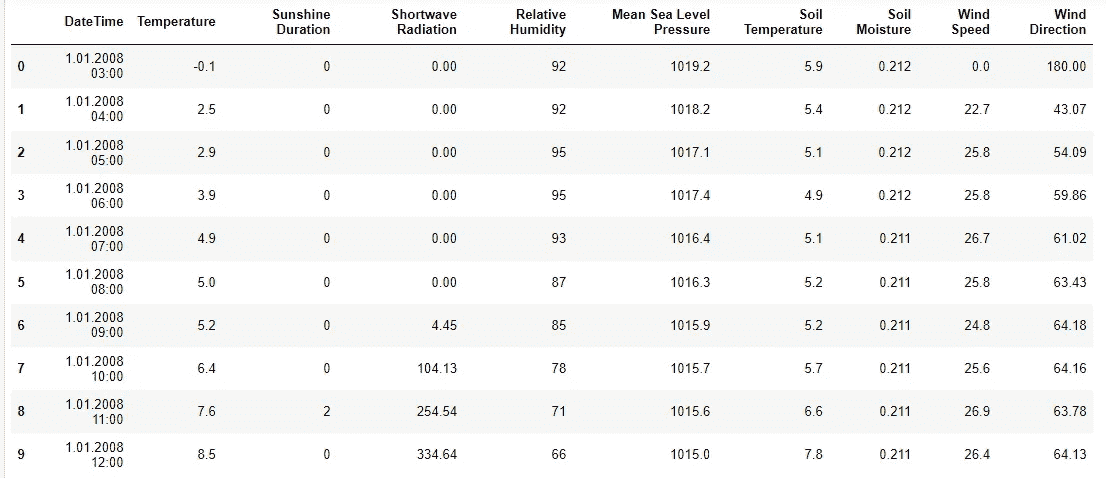 DateTime Temperature Sunshine Duration Shortwave Radiation Relative Humidity Mean Sea Level Pressure Soil Temperature Soil Moisture Wind Speed Wind Direction
0 1.01.2008 03:00 -0.1 0 0.00 92 1019.2 5.9 0.212 0.0 180.00
1 1.01.2008 04:00 2.5 0 0.00 92 1018.2 5.4 0.212 22.7 43.07
2 1.01.2008 05:00 2.9 0 0.00 95 1017.1 5.1 0.212 25.8 54.09
3 1.01.2008 06:00 3.9 0 0.00 95 1017.4 4.9 0.212 25.8 59.86
4 1.01.2008 07:00 4.9 0 0.00 93 1016.4 5.1 0.211 26.7 61.02
5 1.01.2008 08:00 5.0 0 0.00 87 1016.3 5.2 0.211 25.8 63.43
6 1.01.2008 09:00 5.2 0 4.45 85 1015.9 5.2 0.211 24.8 64.18
7 1.01.2008 10:00 6.4 0 104.13 78 1015.7 5.7 0.211 25.6 64.16
8 1.01.2008 11:00 7.6 2 254.54 71 1015.6 6.6 0.211 26.9 63.78
9 1.01.2008 12:00 8.5 0 334.64 66 1015.0 7.8 0.211 26.4 64.13